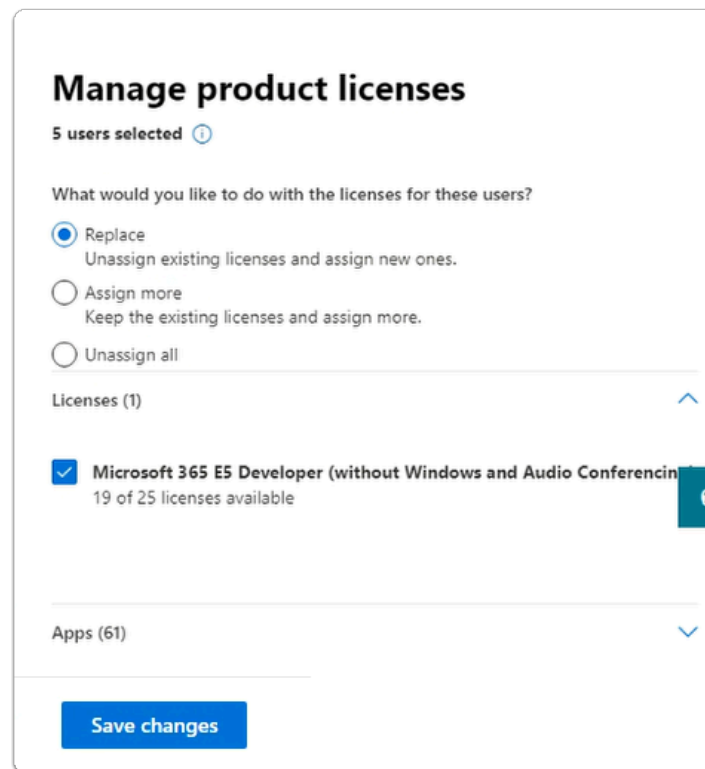 Manage product licenses
5 users selected
What would you like to do with the licenses for these users?
Replace
Unassign existing licenses and assign new ones.
Assign more
Keep the existing licenses and assign more.
Unassign all
Licenses (1)
Microsoft 365 E5 Developer (without Windows and Audio Conferencin
19 of 25 licenses available
Apps (61)
Save changes